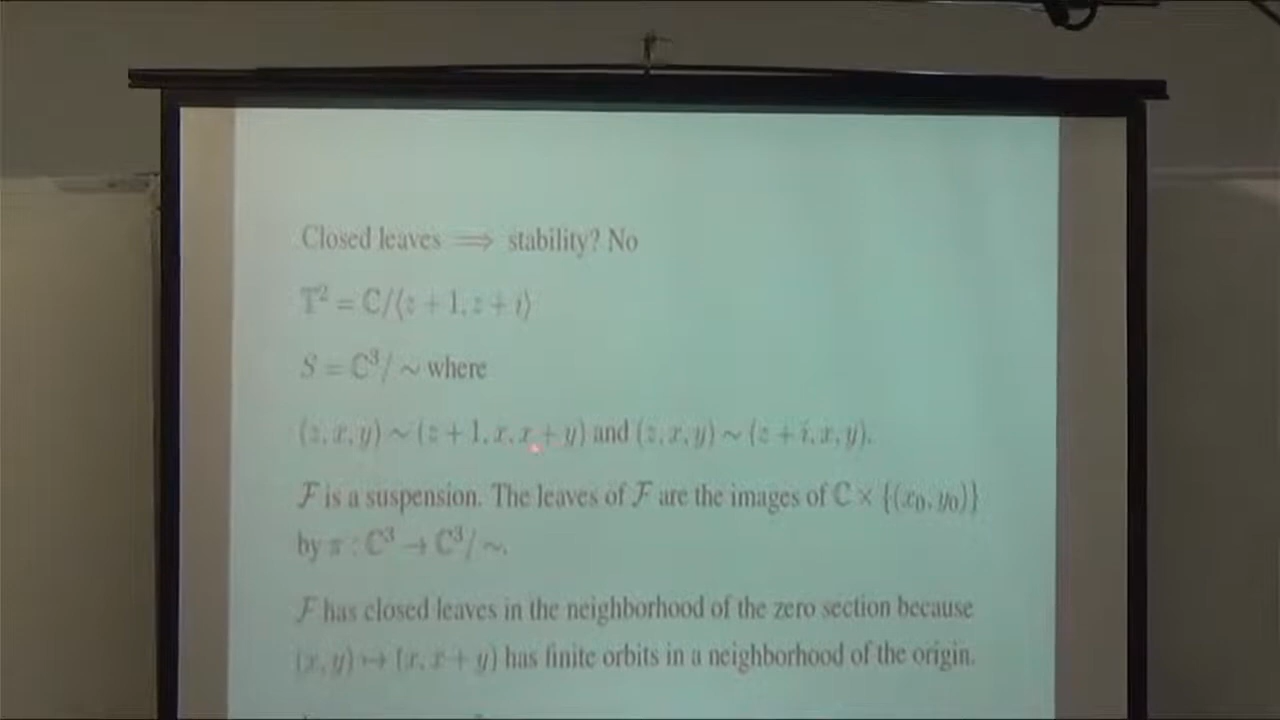 Closed leaves ⟹ stability? No
𝕋² = ℂ/⟨z + 1, z + i⟩
S = ℂ³/ ∼ where
(z, x, y) ∼ (z + 1, x, x + y) and (z, x, y) ∼ (z + i, x, y).
ℱ is a suspension. The leaves of ℱ are the images of ℂ × {(x₀, y₀)}
by π : ℂ³ → ℂ³/ ∼.
ℱ has closed leaves in the neighborhood of the zero section because
(x, y) ↦ (x, x + y) has finite orbits in a neighborhood of the origin.